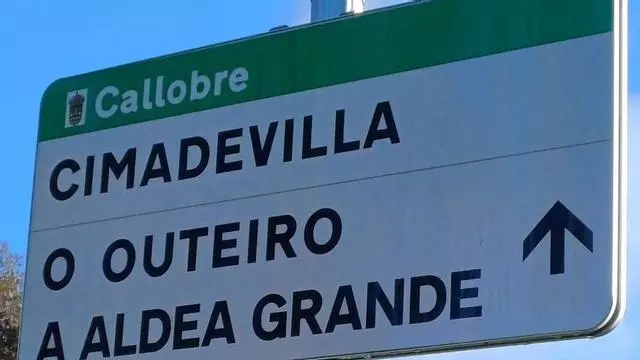 Callobre
CIMADEVILLA
O OUTEIRO
A ALDEA GRANDE